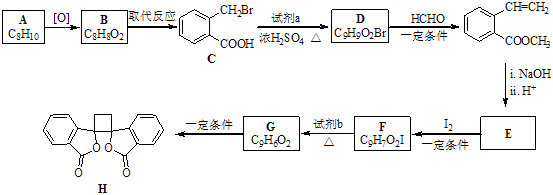 A
C₈H₁₀
[O]
B
C₈H₈O₂
取代反应
CH₂Br
COOH
C
试剂a
浓H₂SO₄ △
D
C₉H₉O₂Br
HCHO
一定条件
CH=CH₂
COOCH₃
i. NaOH
ii. H⁺
E
I₂
一定条件
F
C₉H₇O₂I
试剂b
△
G
C₉H₆O₂
一定条件
O
O
O
O
H